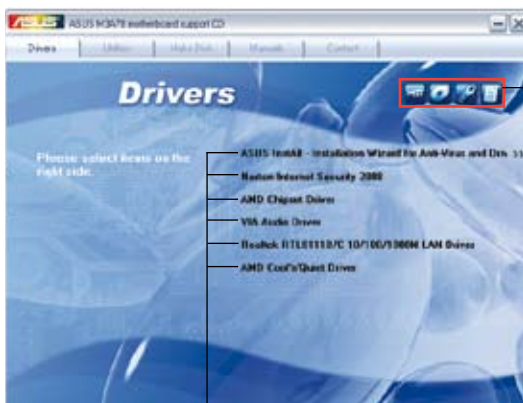 ASUS
ASUS M3A78 motherboard support CD
Drivers
Utilities
Make Disk
Manuals
Contact
Drivers
Please select items on the
right side.
ASUS InstAll - Installation Wizard for Anti-Virus and Driv
Norton Internet Security 2008
AMD Chipset Driver
VIA Audio Driver
Realtek RTL8111B/C 10/100/1000M LAN Driver
AMD Cool'n'Quiet Driver